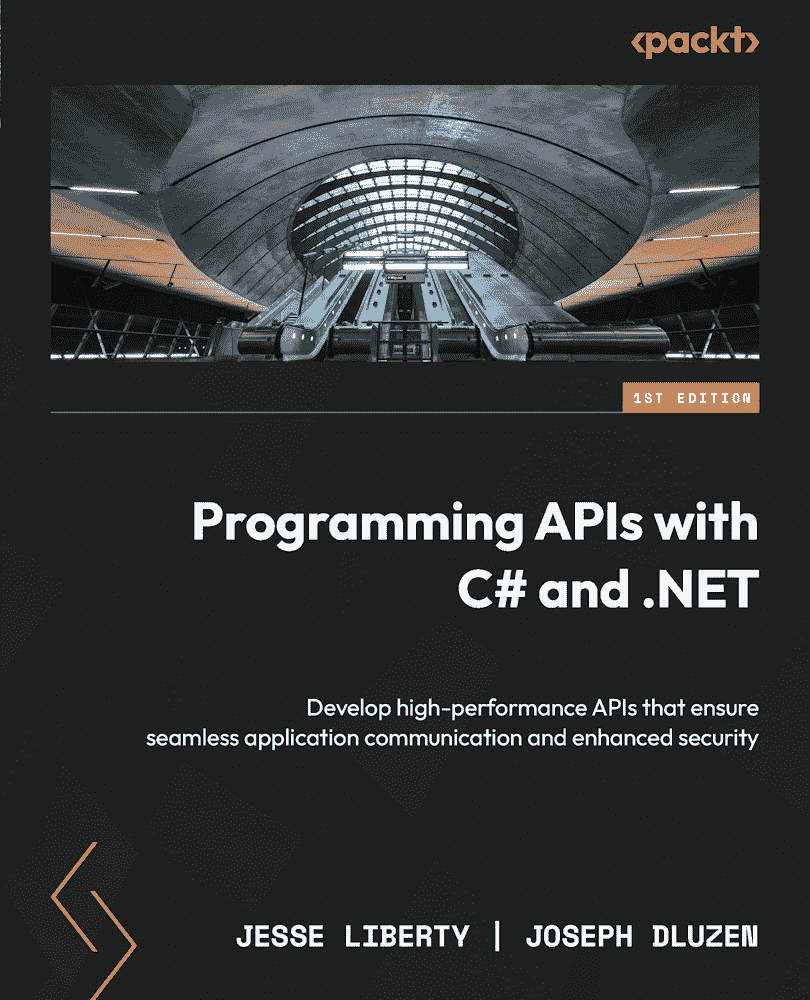 <packt>
1ST EDITION
Programming APIs with
C# and .NET
Develop high-performance APIs that ensure
seamless application communication and enhanced security
JESSE LIBERTY | JOSEPH DLUZEN